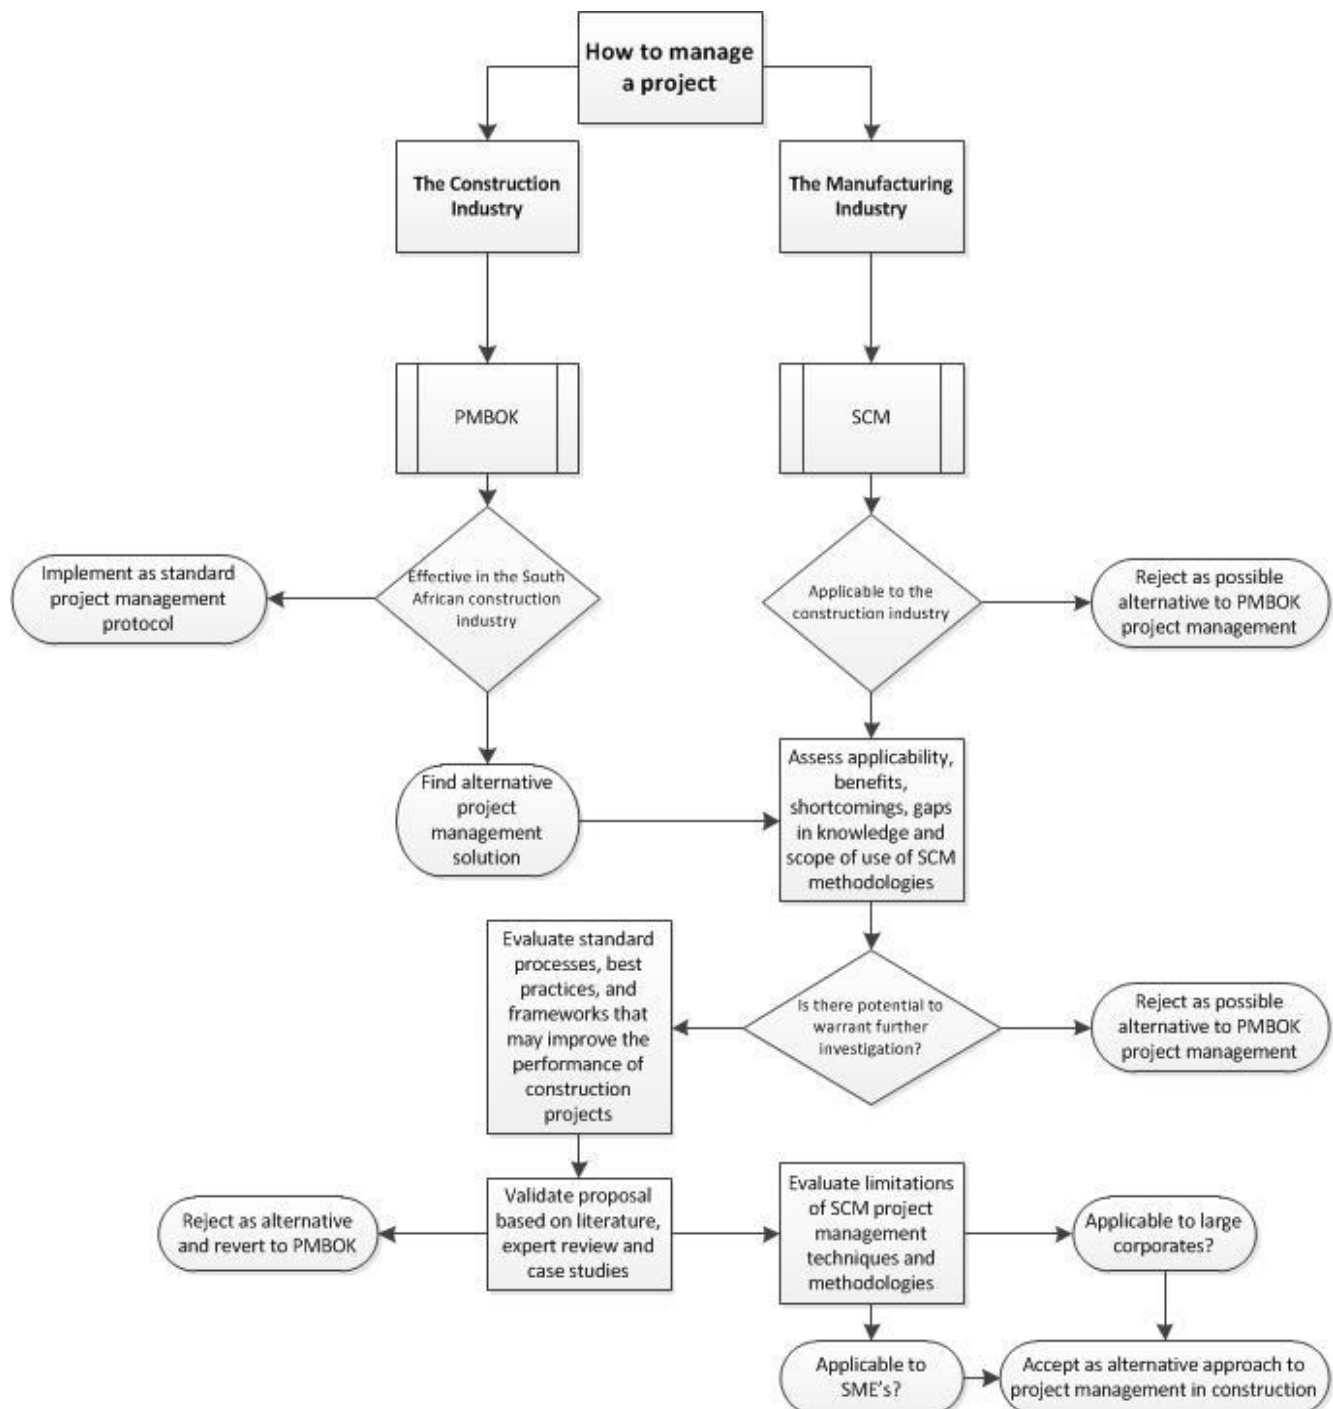 How to manage
a project
The Construction
Industry
The Manufacturing
Industry
PMBOK
SCM
Implement as standard
project management
protocol
Effective in the South
African construction
industry
Applicable to the
construction industry
Reject as possible
alternative to PMBOK
project management
Find alternative
project
management
solution
Assess applicability,
benefits,
shortcomings, gaps
in knowledge and
scope of use of SCM
methodologies
Evaluate standard
processes, best
practices, and
frameworks that
may improve the
performance of
construction
projects
Is there potential to
warrant further
investigation?
Reject as possible
alternative to PMBOK
project management
Reject as alternative
and revert to PMBOK
Validate proposal
based on literature,
expert review and
case studies
Evaluate limitations
of SCM project
management
techniques and
methodologies
Applicable to large
corporates?
Applicable to
SME's?
Accept as alternative approach to
project management in construction